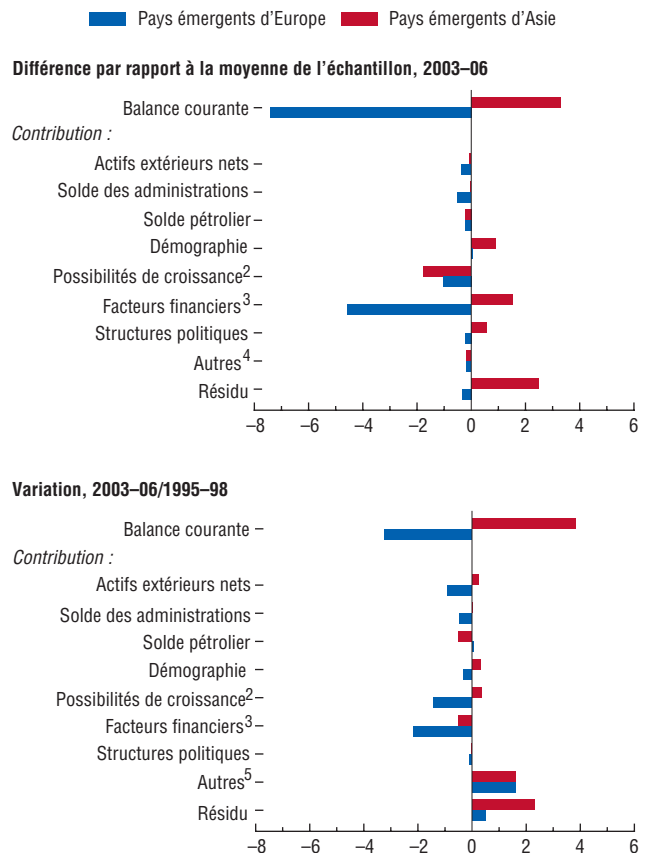 Pays émergents d’Europe Pays émergents d’Asie
Différence par rapport à la moyenne de l’échantillon, 2003–06
Balance courante
Contribution :
Actifs extérieurs nets
Solde des administrations
Solde pétrolier
Démographie
Possibilités de croissance2
Facteurs financiers3
Structures politiques
Autres4
Résidu
–8 –6 –4 –2 0 2 4 6
Variation, 2003–06/1995–98
Balance courante
Contribution :
Actifs extérieurs nets
Solde des administrations
Solde pétrolier
Démographie
Possibilités de croissance2
Facteurs financiers3
Structures politiques
Autres5
Résidu
–8 –6 –4 –2 0 2 4 6